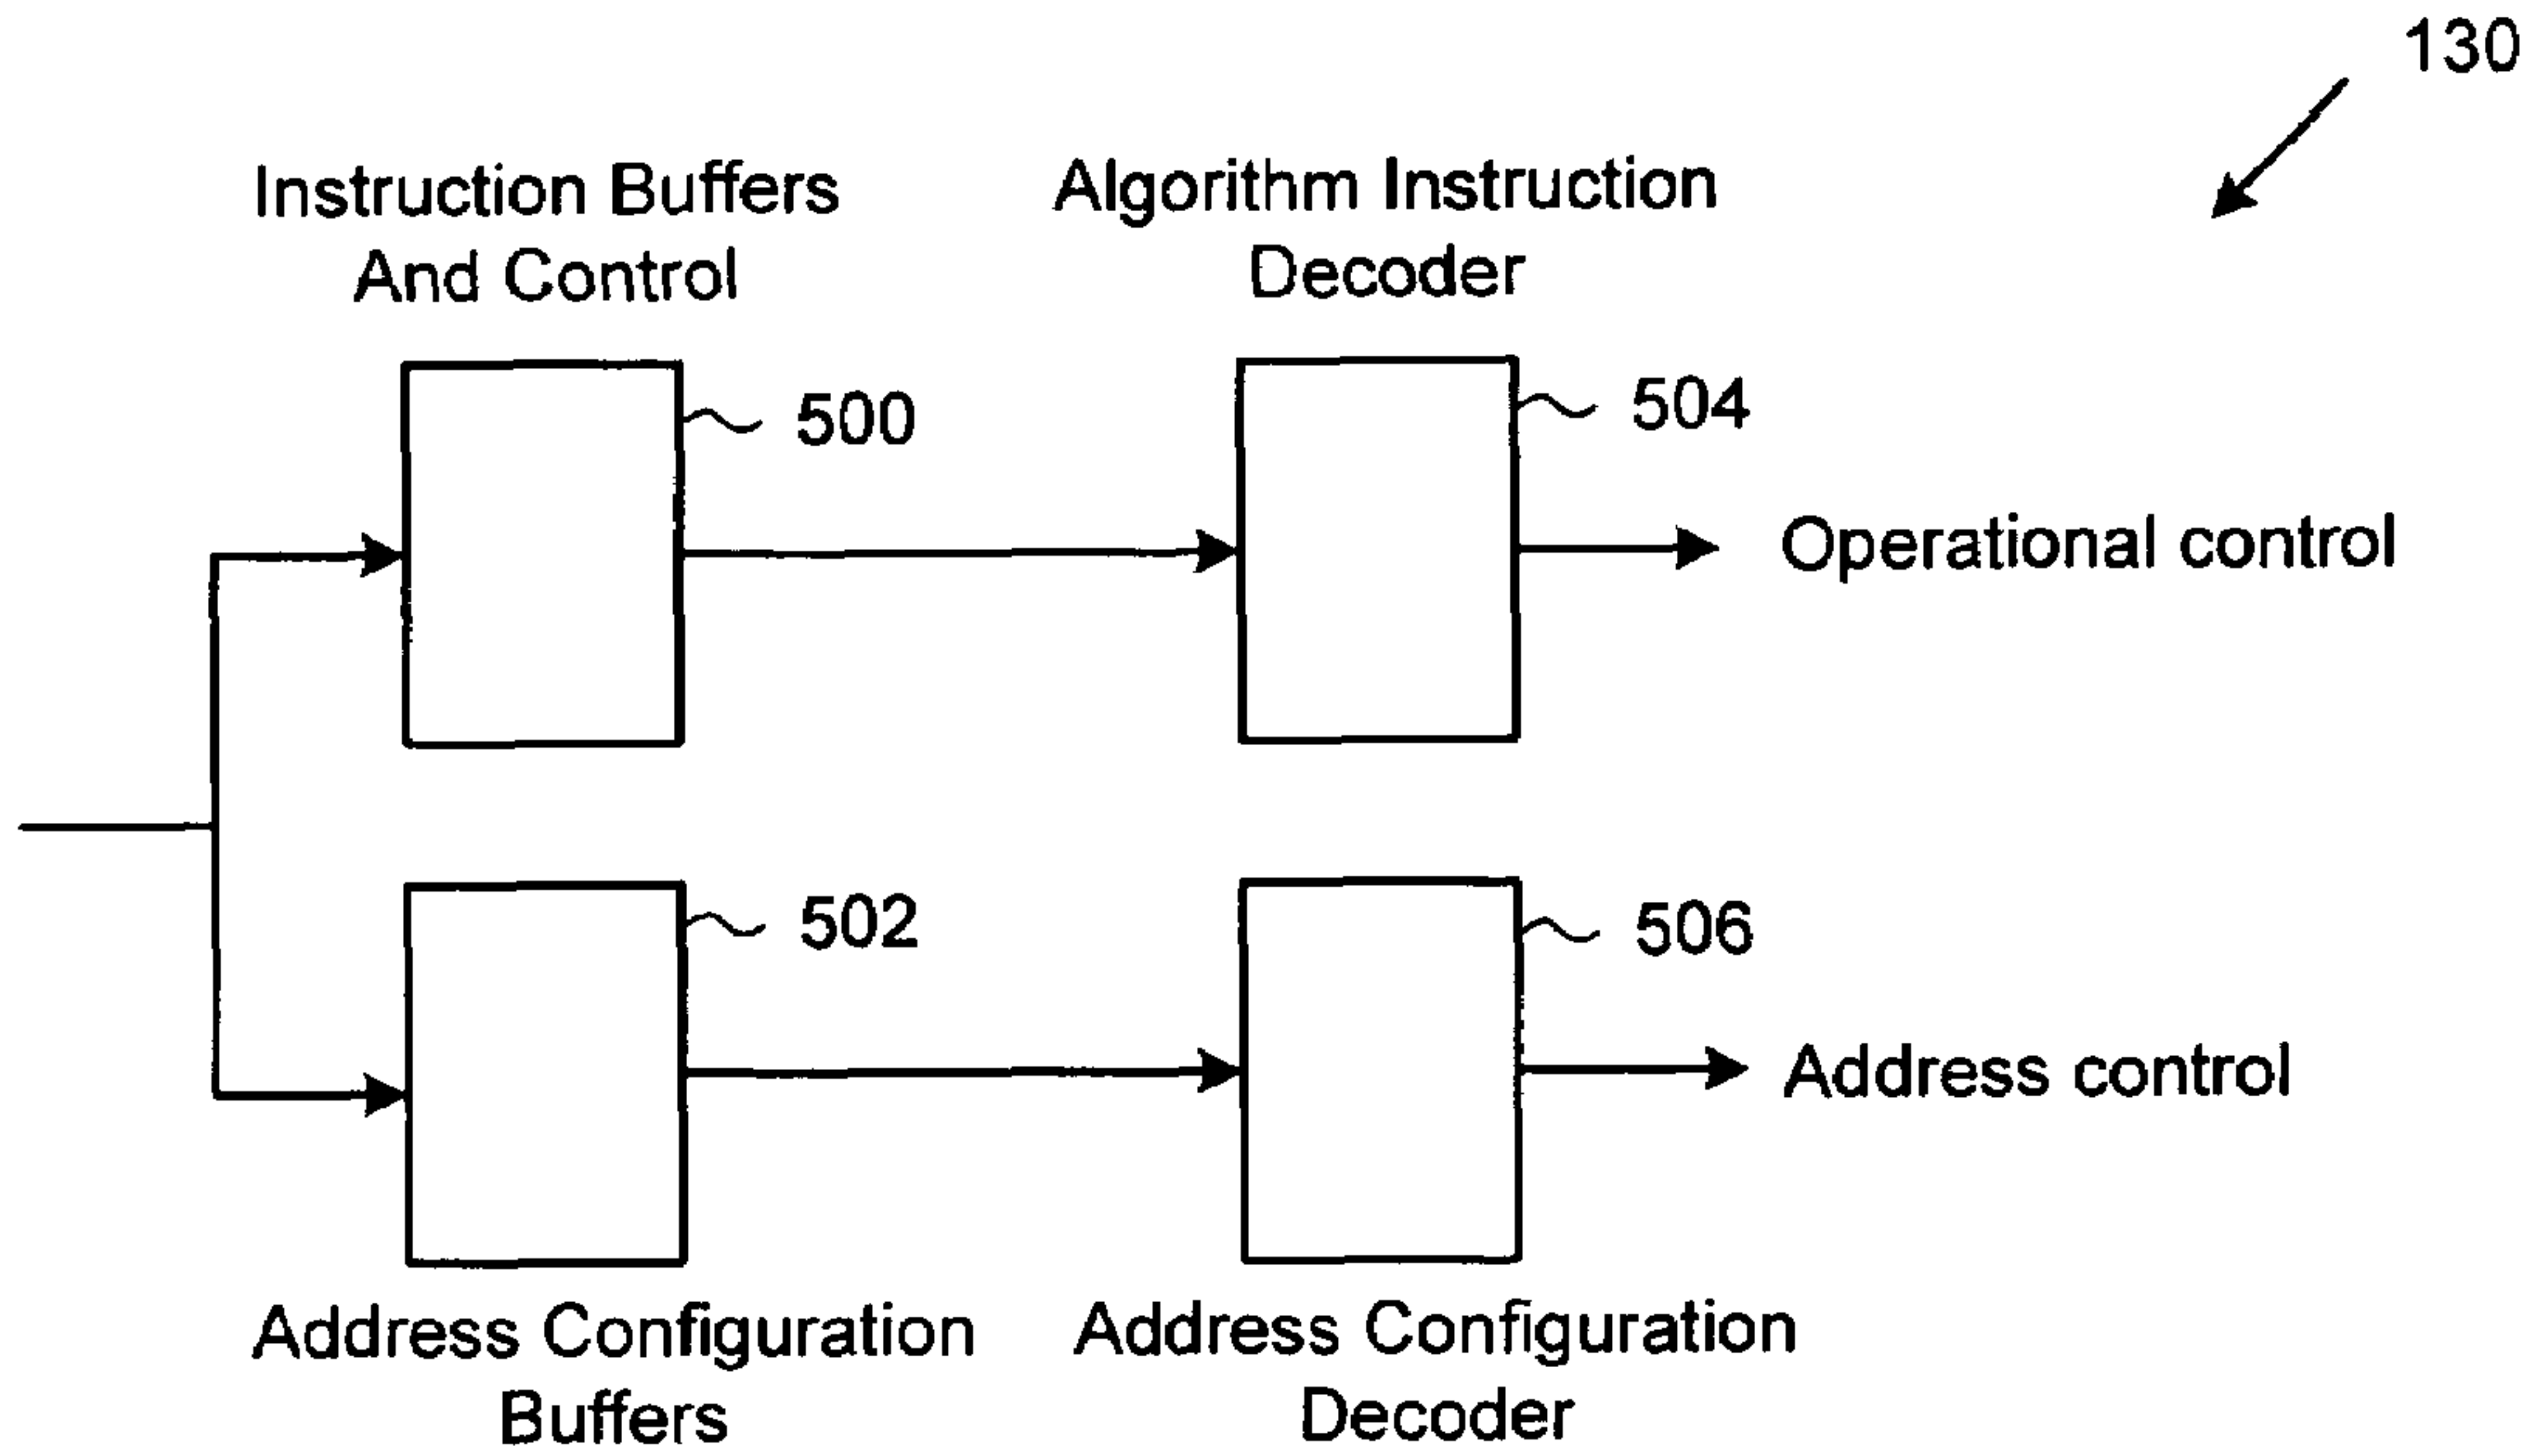 130
Instruction Buffers
And Control
Algorithm Instruction
Decoder
500
504
Operational control
502
506
Address control
Address Configuration
Buffers
Address Configuration
Decoder